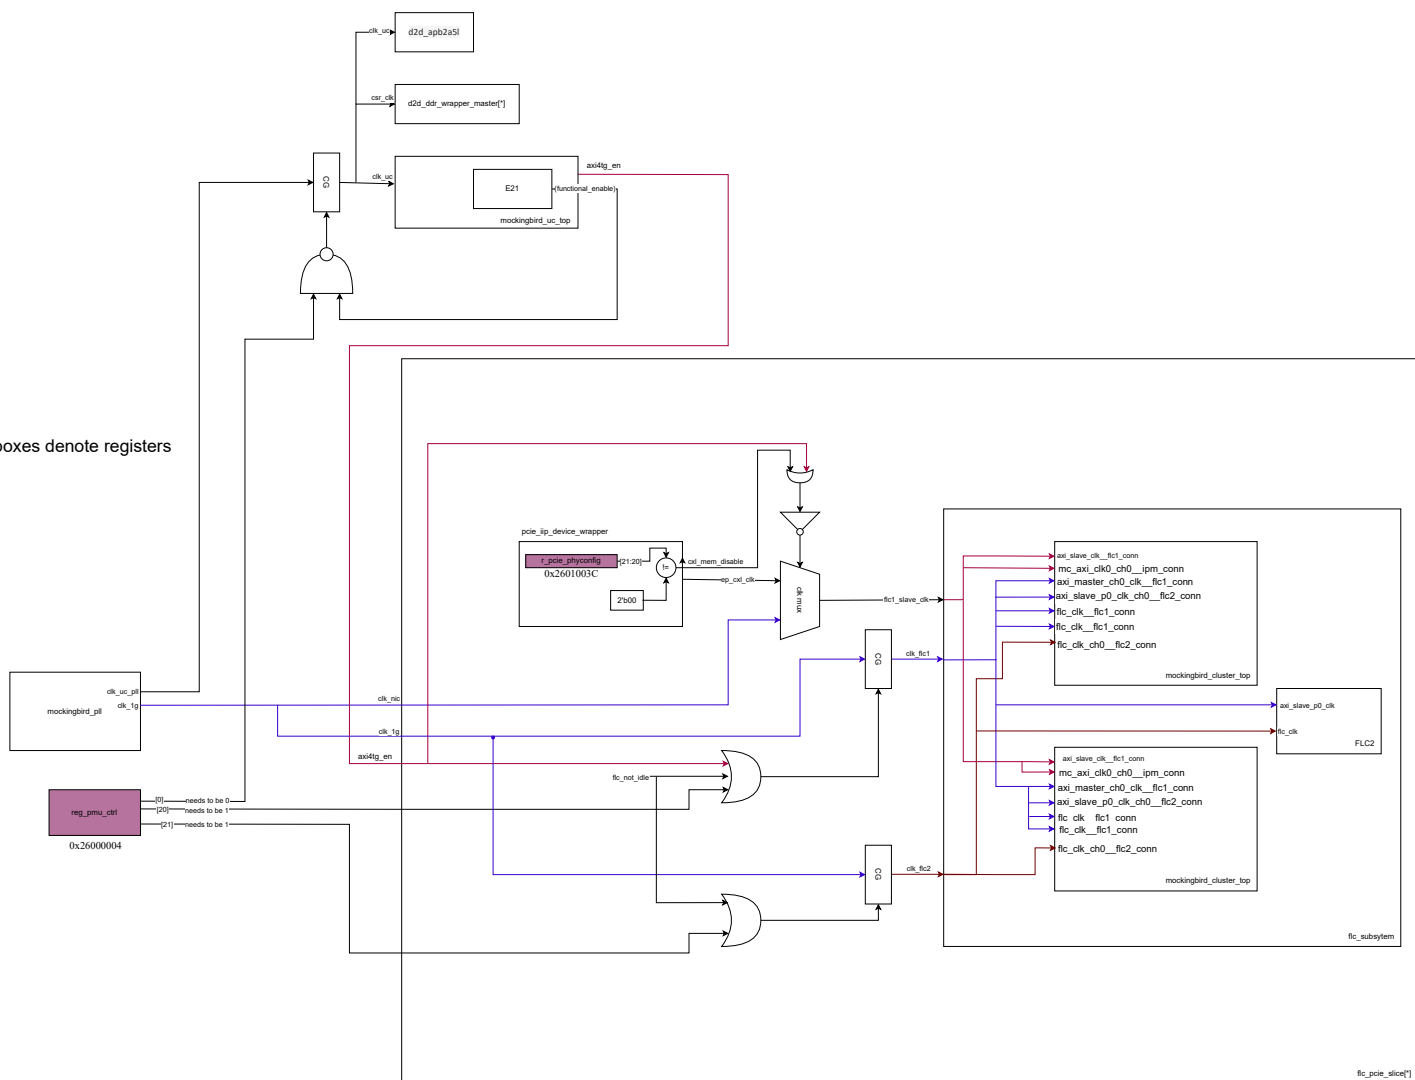 clk_uc
d2d_apb2a5l
csr_clk
d2d_ddr_wrapper_master[*]
CG
clk_uc
E21
(functional_enable)
mockingbird_uc_top
axi4tg_en
boxes denote registers
pcie_iip_device_wrapper
r_pcie_phyconfig
0x2601003C
[21:20]
!=
2'b00
cxl_mem_disable
ep_cxl_clk
clk mux
flc1_slave_clk
CG
clk_flc1
mockingbird_pll
clk_uc_pll
clk_1g
clk_nic
clk_1g
axi4tg_en
flc_not_idle
reg_pmu_ctrl
0x26000004
[0]
needs to be 0
[20]
needs to be 1
[21]
needs to be 1
CG
clk_flc2
axi_slave_clk__flc1_conn
mc_axi_clk0_ch0__ipm_conn
axi_master_ch0_clk__flc1_conn
axi_slave_p0_clk_ch0__flc2_conn
flc_clk__flc1_conn
flc_clk__flc1_conn
flc_clk_ch0__flc2_conn
mockingbird_cluster_top
axi_slave_p0_clk
flc_clk
FLC2
axi_slave_clk__flc1_conn
mc_axi_clk0_ch0__ipm_conn
axi_master_ch0_clk__flc1_conn
axi_slave_p0_clk_ch0__flc2_conn
flc_clk__flc1_conn
flc_clk__flc1_conn
flc_clk_ch0__flc2_conn
mockingbird_cluster_top
flc_subsytem
flc_pcie_slice[*]